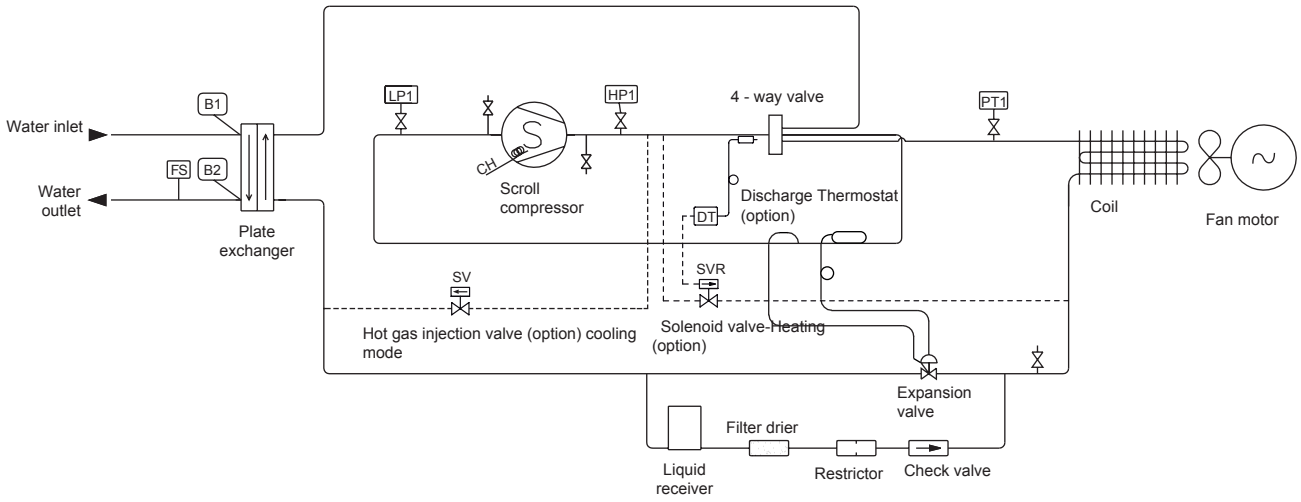 B1
LP1
HP1
4 - way valve
PT1
Water inlet
S
~
FS
B2
CH
Water
outlet
Scroll
compressor
Discharge Thermostat
(option)
DT
Coil
Fan motor
Plate
exchanger
SV
SVR
Hot gas injection valve (option) cooling
mode
Solenoid valve-Heating
(option)
Expansion
valve
Filter drier
Liquid
receiver
Restrictor
Check valve